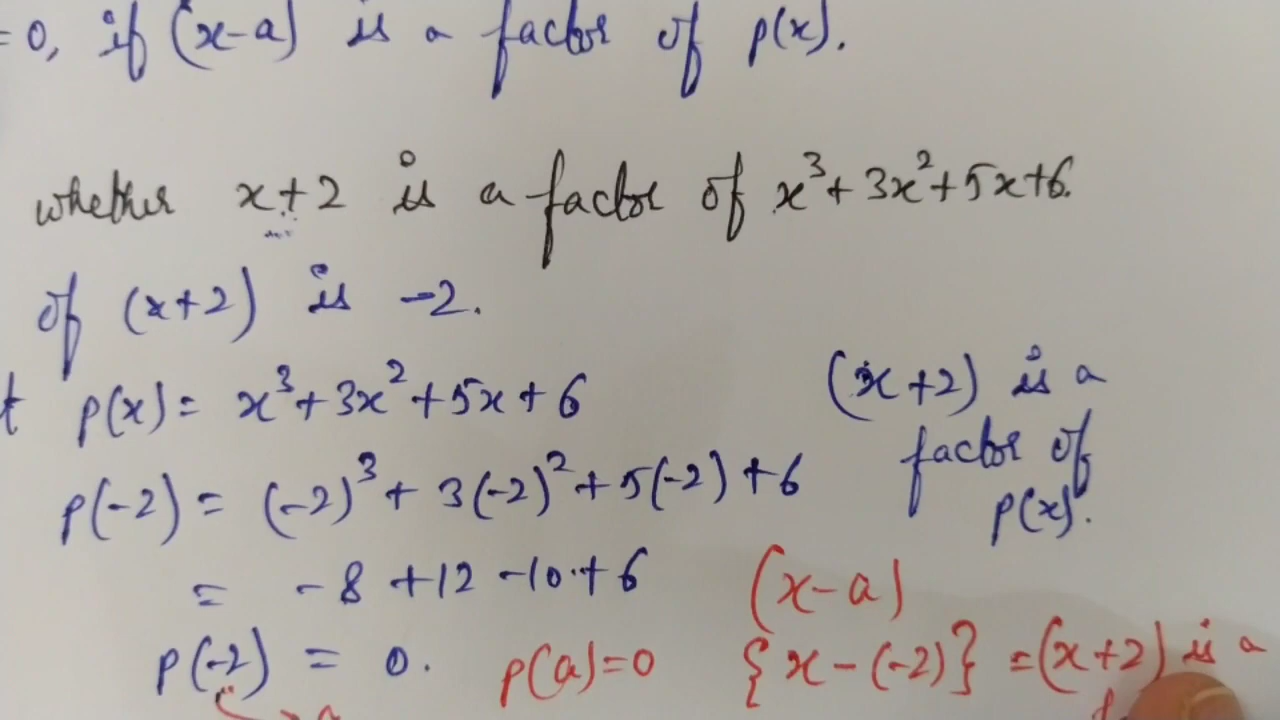 = 0, if (x-a) is a factor of p(x).
whether x+2 is a factor of x³+3x²+5x+6.
of (x+2) is -2.
t p(x) = x³+3x²+5x+6
(x+2) is a
factor of
p(x).
p(-2) = (-2)³+3(-2)²+5(-2)+6
= -8+12-10+6
p(-2) = 0.
(x-a)
p(a)=0 {x-(-2)} =(x+2) is a